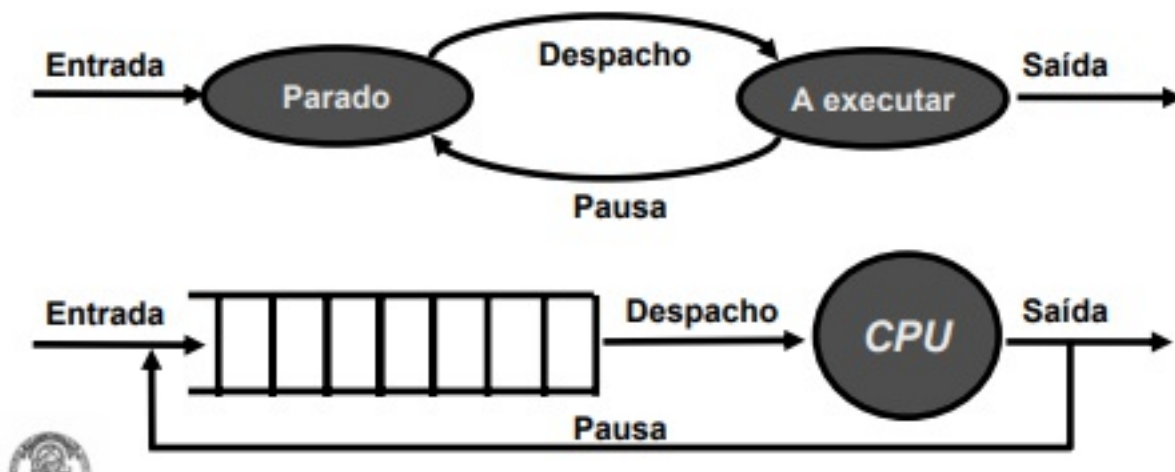 Entrada
Parado
Despacho
A executar
Saída
Pausa
Entrada
Despacho
CPU
Saída
Pausa